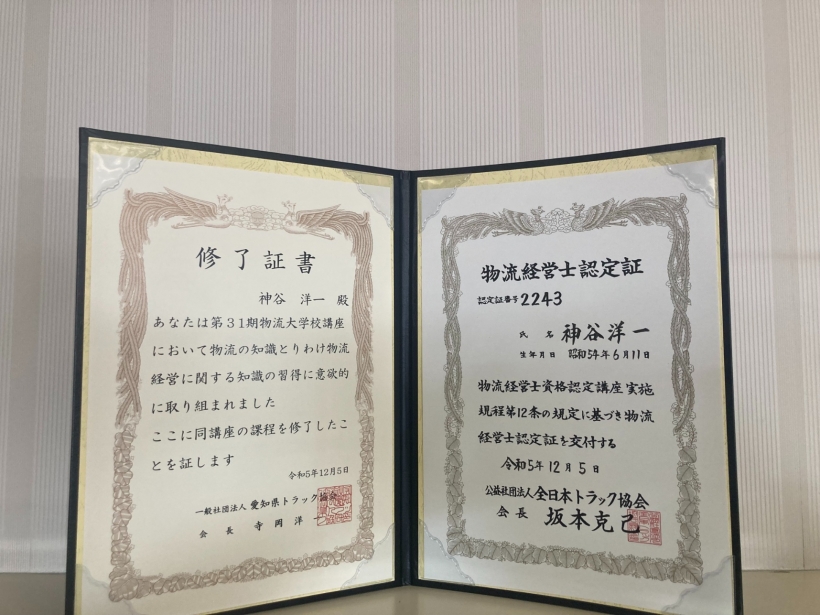 修了証書
神谷 洋一 殿
あなたは第31期物流大学校講座
において物流の知識とりわけ物流
経営に関する知識の習得に意欲的
に取り組まれました
ここに同講座の課程を修了したこ
とを証します
令和5年12月5日
一般社団法人 愛知県トラック協会
会長 寺岡洋一
物流経営士認定証
認定証番号 2243
氏名 神谷洋一
生年月日 昭和54年6月11日
物流経営士資格認定講座実施
規程第12条の規定に基づき物流
経営士認定証を交付する
令和5年12月5日
公益社団法人 全日本トラック協会
会長 坂本克己